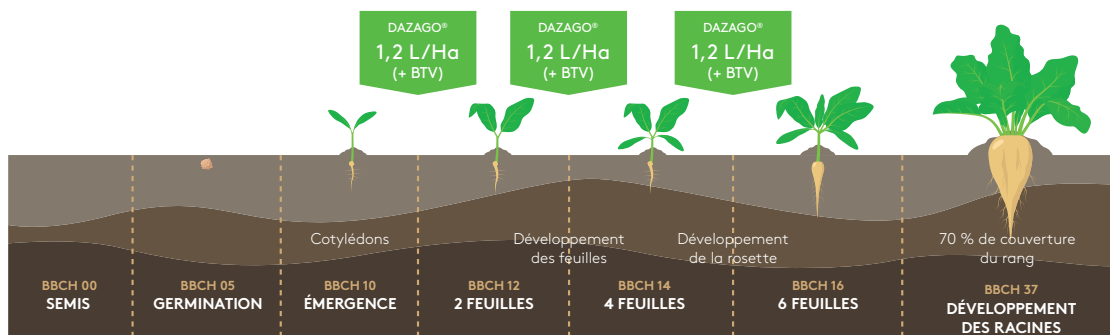 DAZAGO®
1,2 L/Ha
(+ BTV)
DAZAGO®
1,2 L/Ha
(+ BTV)
DAZAGO®
1,2 L/Ha
(+ BTV)
Cotylédons
Développement
des feuilles
Développement
de la rosette
70 % de couverture
du rang
BBCH 00
SEMIS
BBCH 05
GERMINATION
BBCH 10
ÉMERGENCE
BBCH 12
2 FEUILLES
BBCH 14
4 FEUILLES
BBCH 16
6 FEUILLES
BBCH 37
DÉVELOPPEMENT
DES RACINES